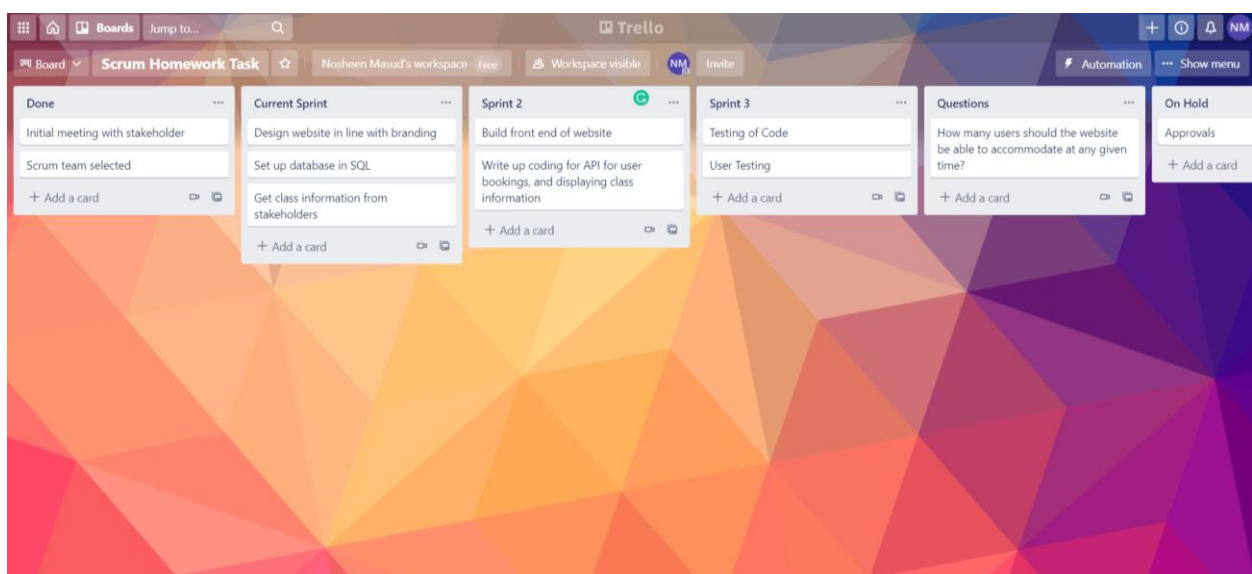 Boards Jump to... Trello NM
Board Scrum Homework Task Nosheen Masud's workspace Free Workspace visible NM Invite Automation ... Show menu
Done ...
Initial meeting with stakeholder
Scrum team selected
+ Add a card
Current Sprint ...
Design website in line with branding
Set up database in SQL
Get class information from
stakeholders
+ Add a card
Sprint 2 ...
Build front end of website
Write up coding for API for user
bookings, and displaying class
information
+ Add a card
Sprint 3 ...
Testing of Code
User Testing
+ Add a card
Questions ...
How many users should the website
be able to accommodate at any given
time?
+ Add a card
On Hold
Approvals
+ Add a card